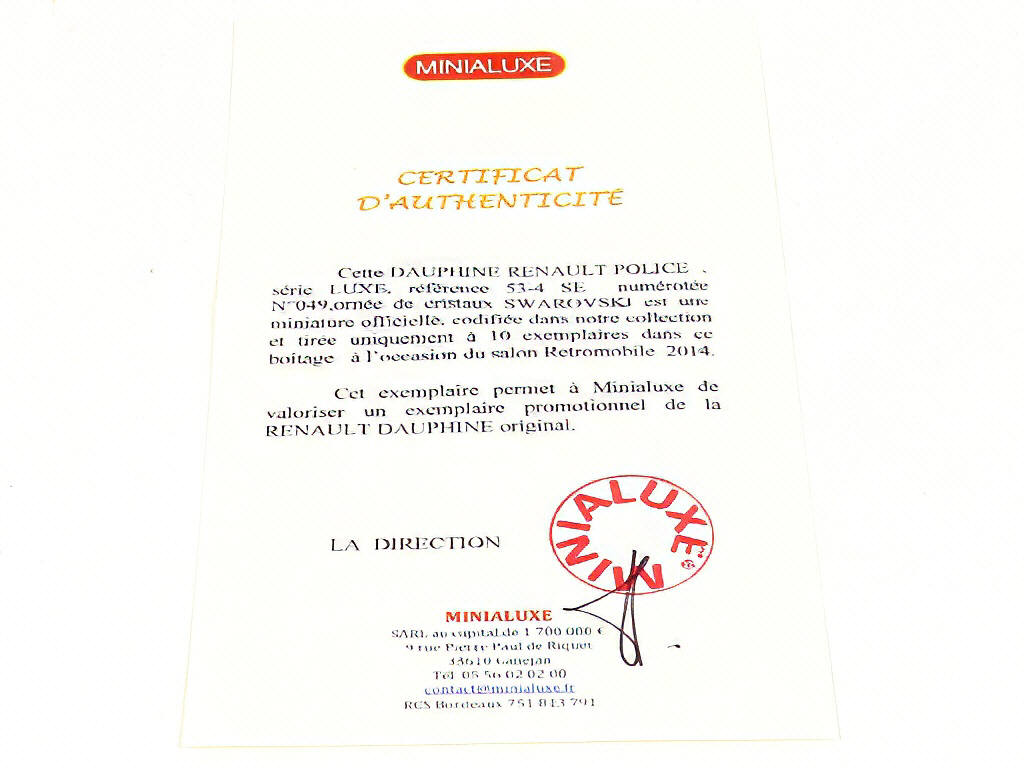 MINIALUXE
CERTIFICAT
D'AUTHENTICITÉ
Cette DAUPHINE RENAULT POLICE ,
série LUXE, référence 53-4 SE numérotée
N°049,ornée de cristaux SWAROVSKI est une
miniature officielle, codifiée dans notre collection
et tirée uniquement à 10 exemplaires dans ce
boitage à l'occasion du salon Retromobile 2014.
Cet exemplaire permet à Minialuxe de
valoriser un exemplaire promotionnel de la
RENAULT DAUPHINE original.
MINIALUXE®
LA DIRECTION
MINIALUXE
SARL au capital de 1 700 000 €
9 rue Pierre Paul de Riquet
33610 Canejan
Tél 05 56 02 02 00
contact@minialuxe.fr
RCS Bordeaux 751 813 791